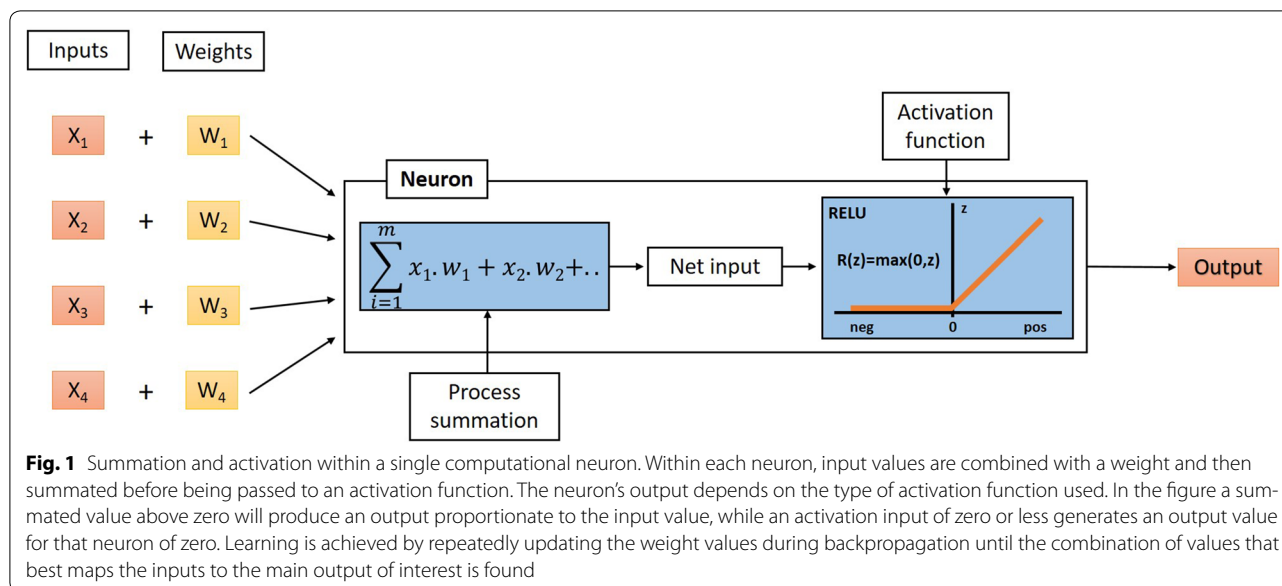 Inputs Weights
X₁ + W₁
X₂ + W₂
X₃ + W₃
X₄ + W₄
Neuron
m
∑ x₁. w₁ + x₂. w₂+..
i=1
Process
summation
Net input
Activation
function
RELU
z
R(z)=max(0,z)
neg 0 pos
Output
Fig. 1 Summation and activation within a single computational neuron. Within each neuron, input values are combined with a weight and then
summated before being passed to an activation function. The neuron's output depends on the type of activation function used. In the figure a sum-
mated value above zero will produce an output proportionate to the input value, while an activation input of zero or less generates an output value
for that neuron of zero. Learning is achieved by repeatedly updating the weight values during backpropagation until the combination of values that
best maps the inputs to the main output of interest is found